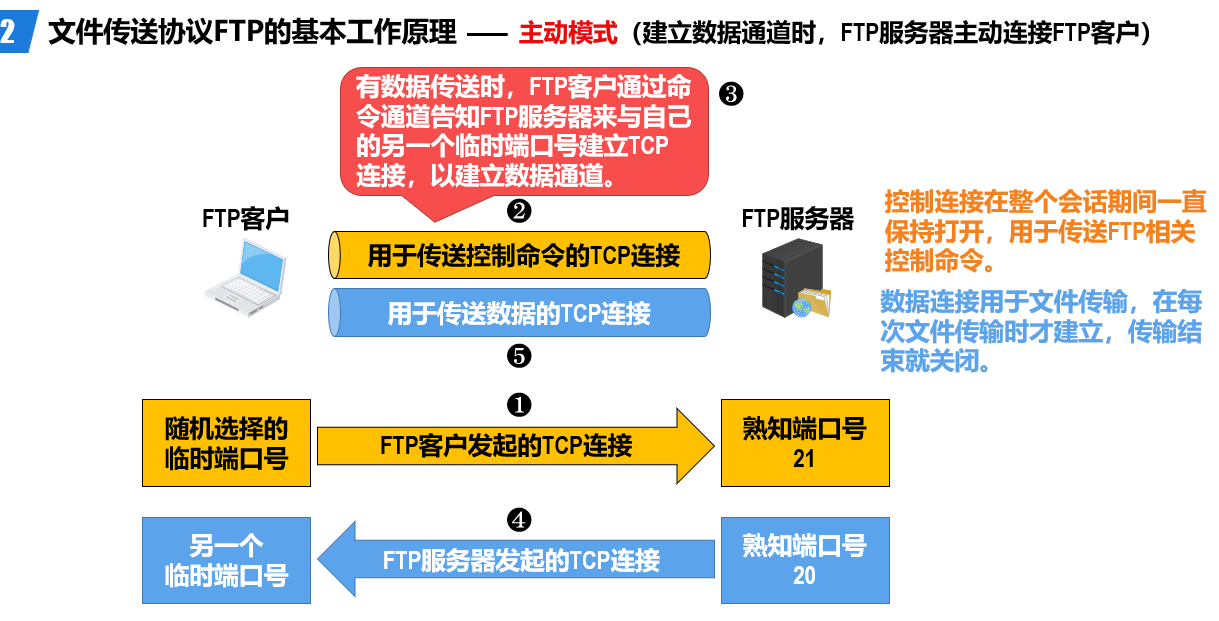 2 文件传送协议FTP的基本工作原理 —— 主动模式（建立数据通道时，FTP服务器主动连接FTP客户）
有数据传送时，FTP客户通过命
令通道告知FTP服务器来与自己
的另一个临时端口号建立TCP
连接，以建立数据通道。
❸
FTP客户
❷
FTP服务器
用于传送控制命令的TCP连接
用于传送数据的TCP连接
❺
控制连接在整个会话期间一直
保持打开，用于传送FTP相关
控制命令。
数据连接用于文件传输，在每
次文件传输时才建立，传输结
束就关闭。
❶
随机选择的
临时端口号
FTP客户发起的TCP连接
熟知端口号
21
❹
另一个
临时端口号
FTP服务器发起的TCP连接
熟知端口号
20